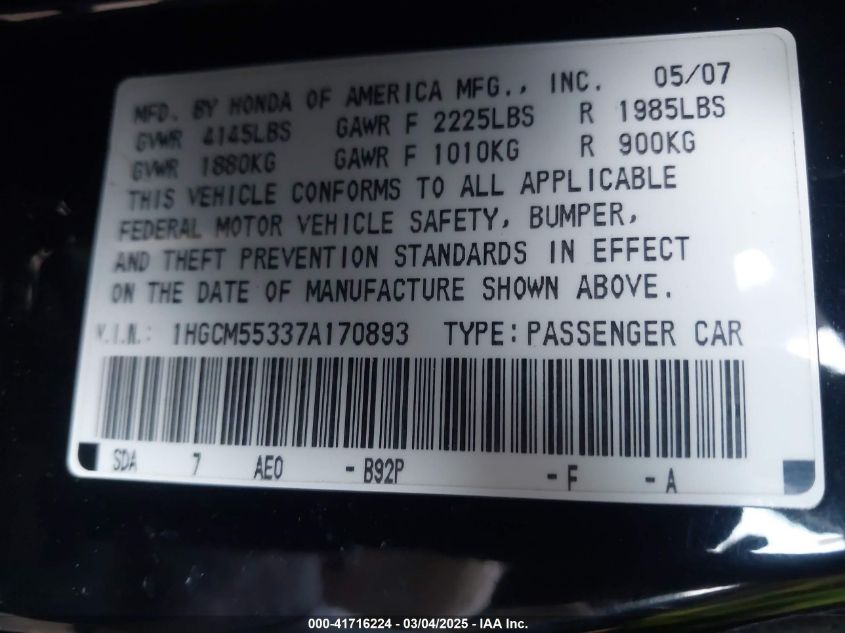 MFD. BY HONDA OF AMERICA MFG., INC. 05/07
GVWR 4145LBS GAWR F 2225LBS R 1985LBS
GVWR 1880KG GAWR F 1010KG R 900KG
THIS VEHICLE CONFORMS TO ALL APPLICABLE
FEDERAL MOTOR VEHICLE SAFETY, BUMPER,
AND THEFT PREVENTION STANDARDS IN EFFECT
ON THE DATE OF MANUFACTURE SHOWN ABOVE.
V.I.N.: 1HGCM55337A170893 TYPE: PASSENGER CAR
SDA 7 AE0 - B92P - F - A
000-41716224 - 03/04/2025 - IAA Inc.